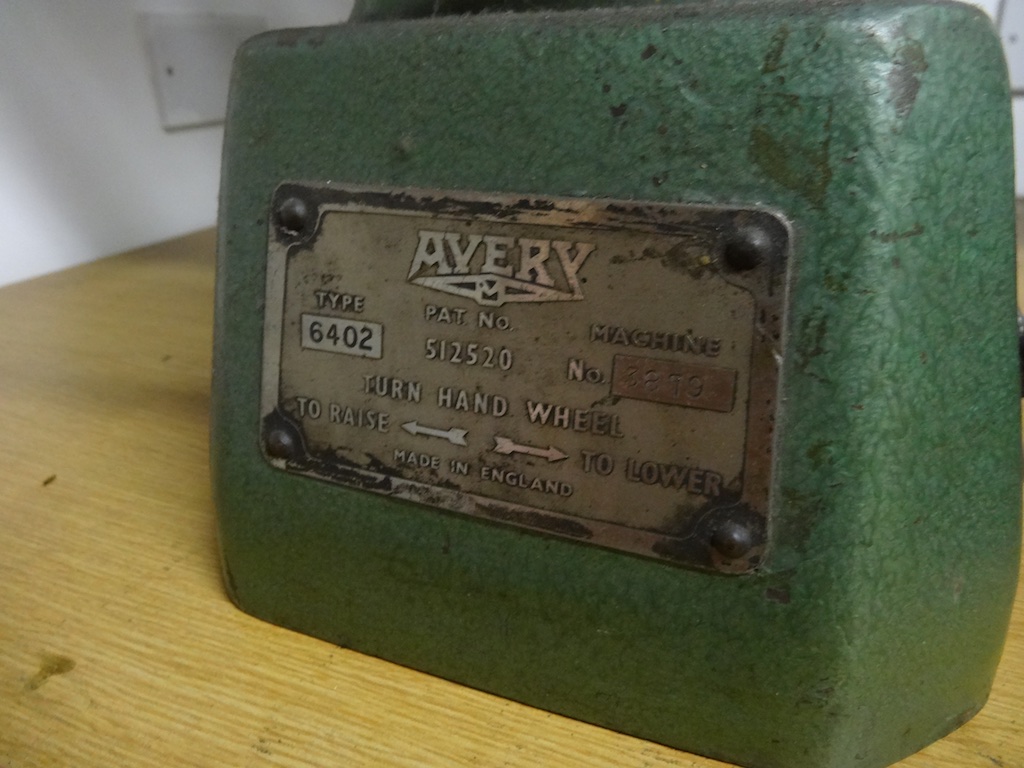 AVERY
TYPE
6402
PAT. NO.
512520
MACHINE
No.
TURN HAND WHEEL
TO RAISE
TO LOWER
MADE IN ENGLAND